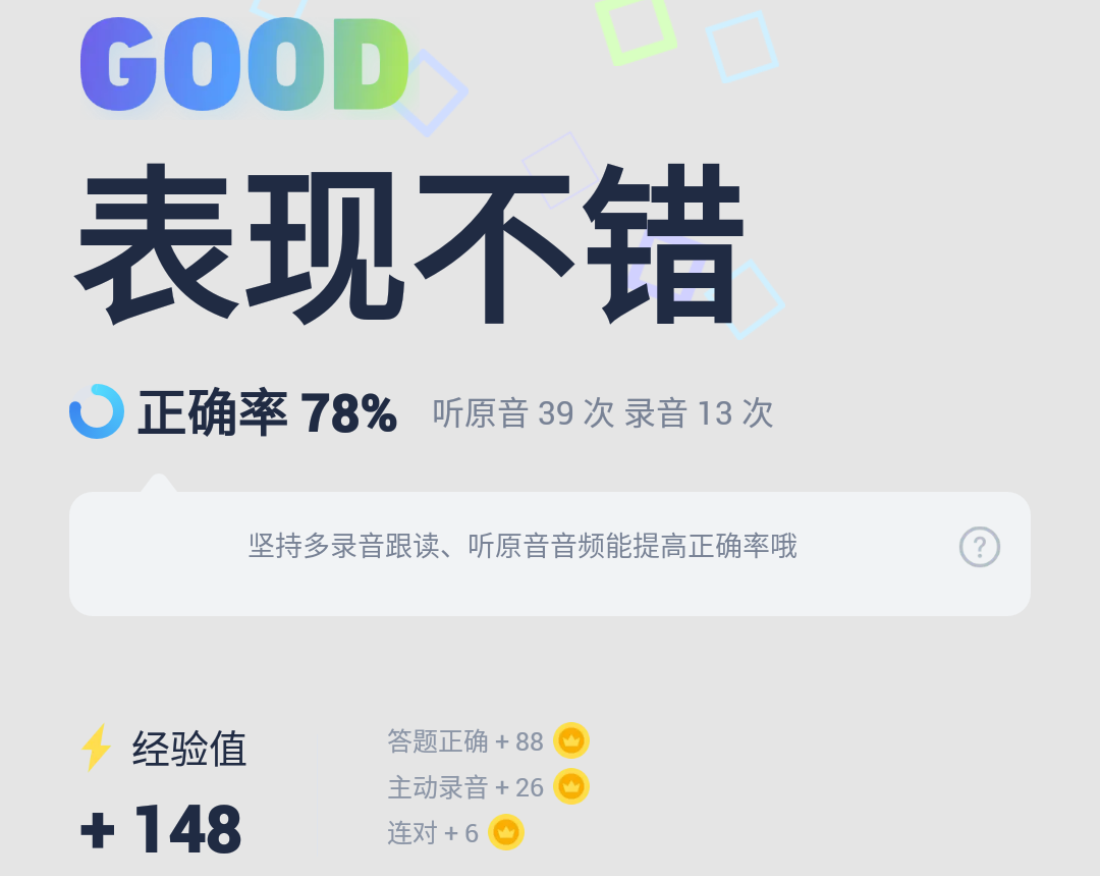 GOOD
表现不错
正确率 78% 听原音 39 次 录音 13 次
坚持多录音跟读、听原音音频能提高正确率哦
?
经验值
+ 148
答题正确 + 88
主动录音 + 26
连对 + 6